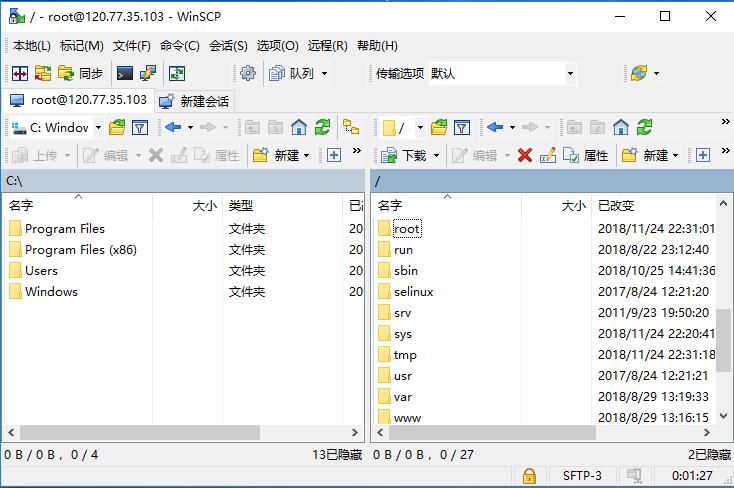 / - root@120.77.35.103 - WinSCP
本地(L) 标记(M) 文件(F) 命令(C) 会话(S) 选项(O) 远程(R) 帮助(H)
同步 队列 传输选项 默认
root@120.77.35.103 新建会话
C: Windov /
上传 编辑 属性 新建 » 下载 编辑 属性 新建 »
C:\ /
名字 大小 类型 已 名字 大小 已改变
Program Files 文件夹 20 root 2018/11/24 22:31:01
Program Files (x86) 文件夹 20 run 2018/8/22 23:12:40
Users 文件夹 20 sbin 2018/10/25 14:41:36
Windows 文件夹 20 selinux 2017/8/24 12:21:20
srv 2011/9/23 19:50:20
sys 2018/11/24 22:20:41
tmp 2018/11/24 22:31:18
usr 2017/8/24 12:21:21
var 2018/8/29 13:19:33
www 2018/8/29 13:16:15
0 B / 0 B， 0 / 4 13已隐藏 0 B / 0 B， 0 / 27 2已隐藏
SFTP-3 0:01:27